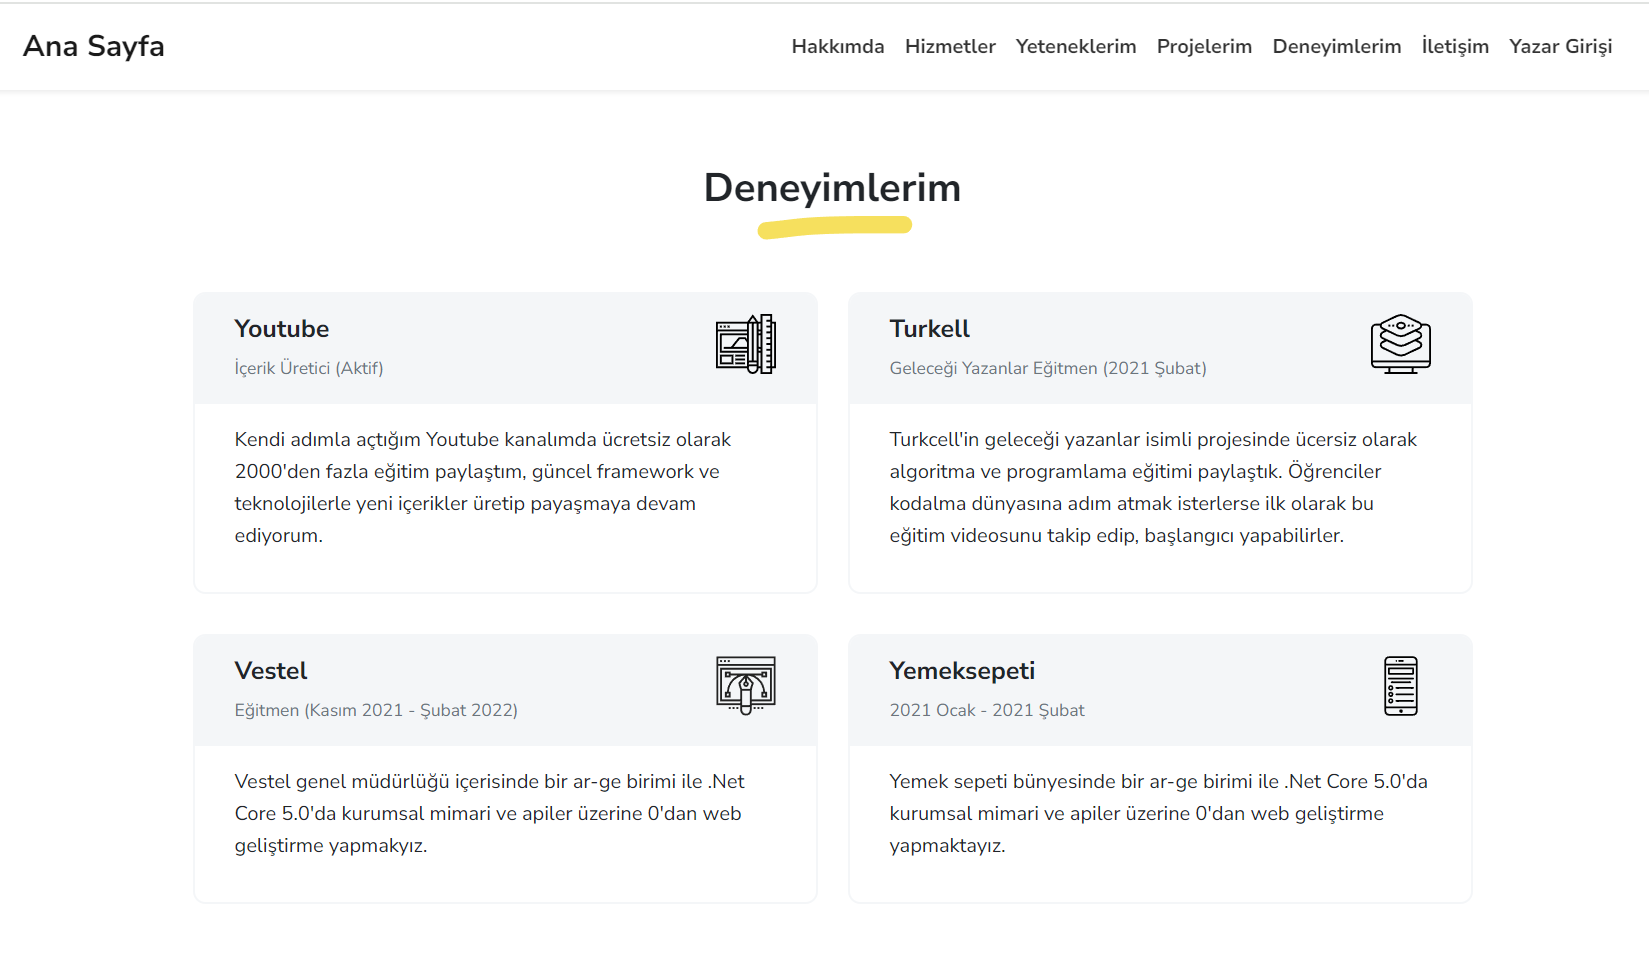 Ana Sayfa
Hakkımda Hizmetler Yeteneklerim Projelerim Deneyimlerim İletişim Yazar Girişi
Deneyimlerim
Youtube
İçerik Üretici (Aktif)
Kendi adımla açtığım Youtube kanalımda ücretsiz olarak
2000'den fazla eğitim paylaştım, güncel framework ve
teknolojilerle yeni içerikler üretip payaşmaya devam
ediyorum.
Turkell
Geleceği Yazanlar Eğitmen (2021 Şubat)
Turkcell'in geleceği yazanlar isimli projesinde ücersiz olarak
algoritma ve programlama eğitimi paylaştık. Öğrenciler
kodalma dünyasına adım atmak isterlerse ilk olarak bu
eğitim videosunu takip edip, başlangıcı yapabilirler.
Vestel
Eğitmen (Kasım 2021 - Şubat 2022)
Vestel genel müdürlüğü içerisinde bir ar-ge birimi ile .Net
Core 5.0'da kurumsal mimari ve apiler üzerine 0'dan web
geliştirme yapmakyız.
Yemeksepeti
2021 Ocak - 2021 Şubat
Yemek sepeti bünyesinde bir ar-ge birimi ile .Net Core 5.0'da
kurumsal mimari ve apiler üzerine 0'dan web geliştirme
yapmaktayız.